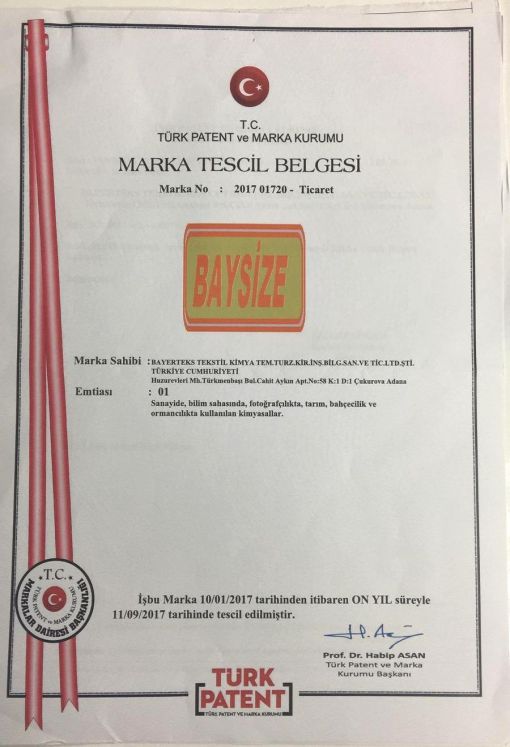 T.C.
TÜRK PATENT ve MARKA KURUMU
MARKA TESCİL BELGESİ
Marka No : 2017 01720 - Ticaret
BAYSİZE
Marka Sahibi : BAYERTEKS TEKSTİL KİMYA TEM.TURZ.KİR.İNŞ.BİLG.SAN.VE TİC.LTD.ŞTİ.
TÜRKİYE CUMHURİYETİ
Huzurevleri Mh.Türkmenbaşı Bul.Cahit Aykın Apt.No:58 K:1 D:1 Çukurova Adana
Emtiası : 01
Sanayide, bilim sahasında, fotoğrafçılıkta, tarım, bahçecilik ve
ormancılıkta kullanılan kimyasallar.
İşbu Marka 10/01/2017 tarihinden itibaren ON YIL süreyle
11/09/2017 tarihinde tescil edilmiştir.
Prof. Dr. Habip ASAN
Türk Patent ve Marka
Kurumu Başkanı
T.C.
TÜRK PATENT ve MARKA KURUMU
MARKALAR DAİRESİ BAŞKANLIĞI
TÜRK
PATENT
TÜRK PATENT VE MARKA KURUMU